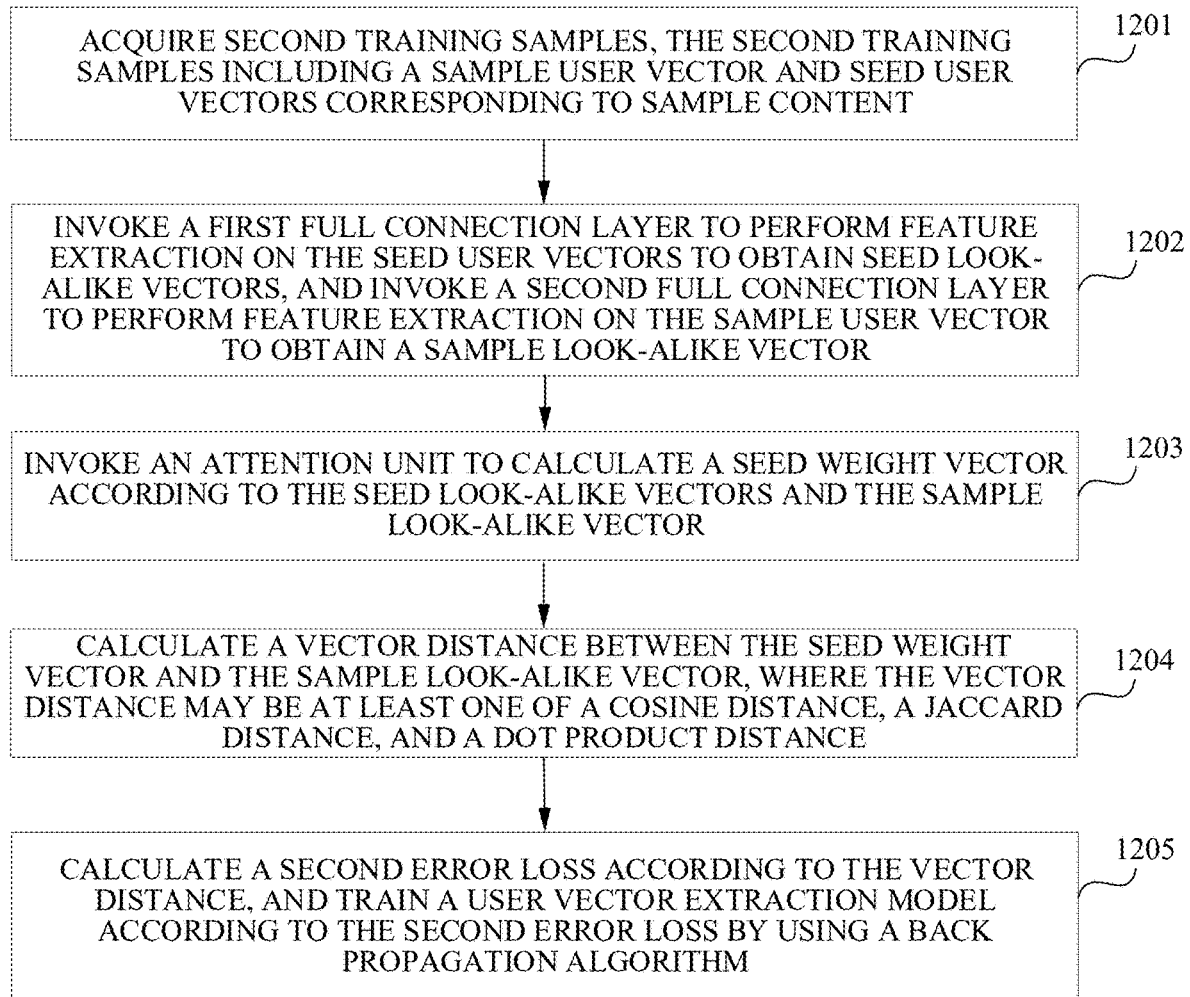 ACQUIRE SECOND TRAINING SAMPLES, THE SECOND TRAINING
SAMPLES INCLUDING A SAMPLE USER VECTOR AND SEED USER
VECTORS CORRESPONDING TO SAMPLE CONTENT
1201
INVOKE A FIRST FULL CONNECTION LAYER TO PERFORM FEATURE
EXTRACTION ON THE SEED USER VECTORS TO OBTAIN SEED LOOK-
ALIKE VECTORS, AND INVOKE A SECOND FULL CONNECTION LAYER
TO PERFORM FEATURE EXTRACTION ON THE SAMPLE USER VECTOR
TO OBTAIN A SAMPLE LOOK-ALIKE VECTOR
1202
INVOKE AN ATTENTION UNIT TO CALCULATE A SEED WEIGHT VECTOR
ACCORDING TO THE SEED LOOK-ALIKE VECTORS AND THE SAMPLE
LOOK-ALIKE VECTOR
1203
CALCULATE A VECTOR DISTANCE BETWEEN THE SEED WEIGHT
VECTOR AND THE SAMPLE LOOK-ALIKE VECTOR, WHERE THE VECTOR
DISTANCE MAY BE AT LEAST ONE OF A COSINE DISTANCE, A JACCARD
DISTANCE, AND A DOT PRODUCT DISTANCE
1204
CALCULATE A SECOND ERROR LOSS ACCORDING TO THE VECTOR
DISTANCE, AND TRAIN A USER VECTOR EXTRACTION MODEL
ACCORDING TO THE SECOND ERROR LOSS BY USING A BACK
PROPAGATION ALGORITHM
1205